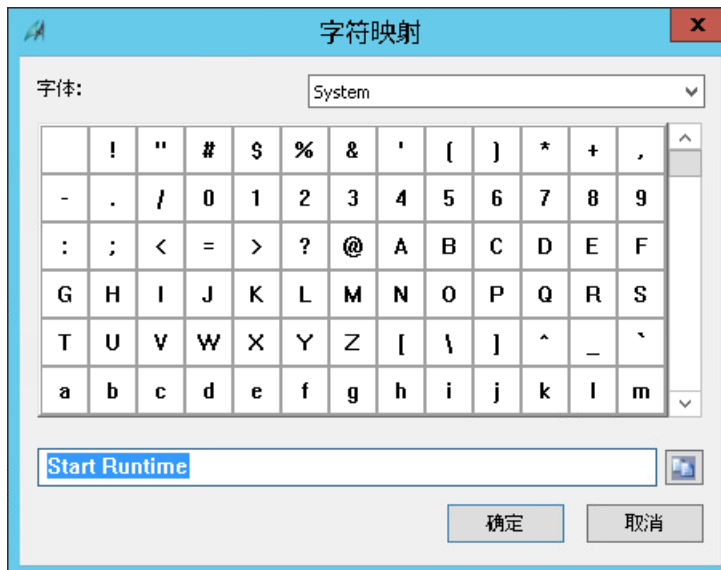 字符映射
x
字体:
System
! " # $ % & ' ( ) * + ,
- . / 0 1 2 3 4 5 6 7 8 9
: ; < = > ? @ A B C D E F
G H I J K L M N O P Q R S
T U V W X Y Z [ \ ] ^ _ `
a b c d e f g h i j k l m
Start Runtime
确定 取消